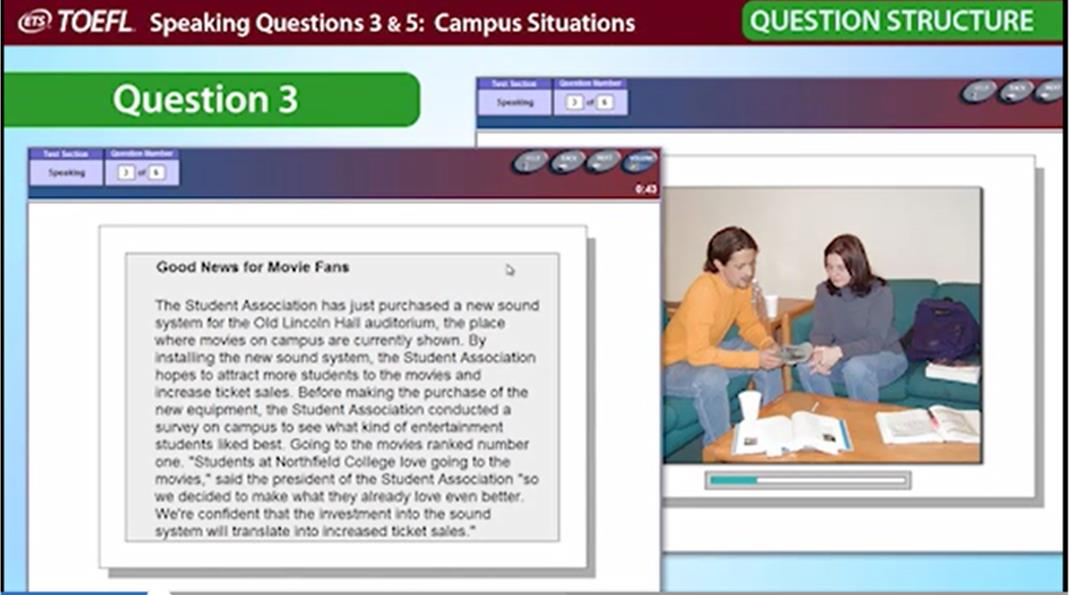 ETS TOEFL Speaking Questions 3 & 5: Campus Situations
QUESTION STRUCTURE
Question 3
Test Section
Question Number
Speaking
3 of 6
HELP
BACK
NEXT
Test Section
Question Number
Speaking
3 of 6
HELP
BACK
NEXT
VOLUME
0:43
Good News for Movie Fans
The Student Association has just purchased a new sound
system for the Old Lincoln Hall auditorium, the place
where movies on campus are currently shown. By
installing the new sound system, the Student Association
hopes to attract more students to the movies and
increase ticket sales. Before making the purchase of the
new equipment, the Student Association conducted a
survey on campus to see what kind of entertainment
students liked best. Going to the movies ranked number
one. "Students at Northfield College love going to the
movies," said the president of the Student Association "so
we decided to make what they already love even better.
We're confident that the investment into the sound
system will translate into increased ticket sales."